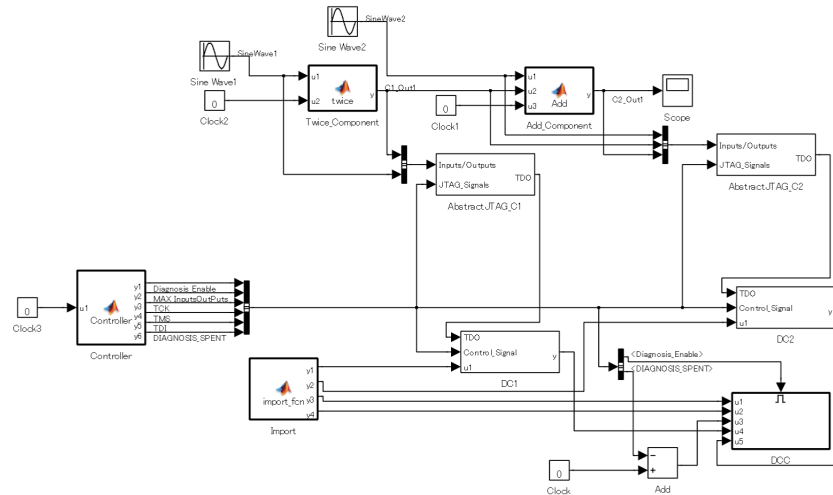 SineWave2
Sine Wave2
SineWave1
Sine Wave1
u1
u2
twice
y
Twice_Component
C1_Out1
0
Clock2
0
Clock1
u1
u2
u3
Add
y
Add_Component
C2_Out1
Scope
Inputs/Outputs
JTAG_Signals
TDO
AbstractJTAG_C1
Inputs/Outputs
JTAG_Signals
TDO
AbstractJTAG_C2
0
Clock3
u1
Controller
y1
y2
y3
y4
y5
y6
Controller
Diagnosis_Enable
MAX_InputsOutPuts
TCK
TMS
TDI
DIAGNOSIS_SPENT
TDO
Control_Signal
u1
y
DC1
TDO
Control_Signal
u1
y
DC2
import_fcn
y1
y2
y3
y4
Import
<Diagnosis_Enable>
<DIAGNOSIS_SPENT>
u1
u2
u3
u4
u5
DCC
0
Clock
−
+
Add